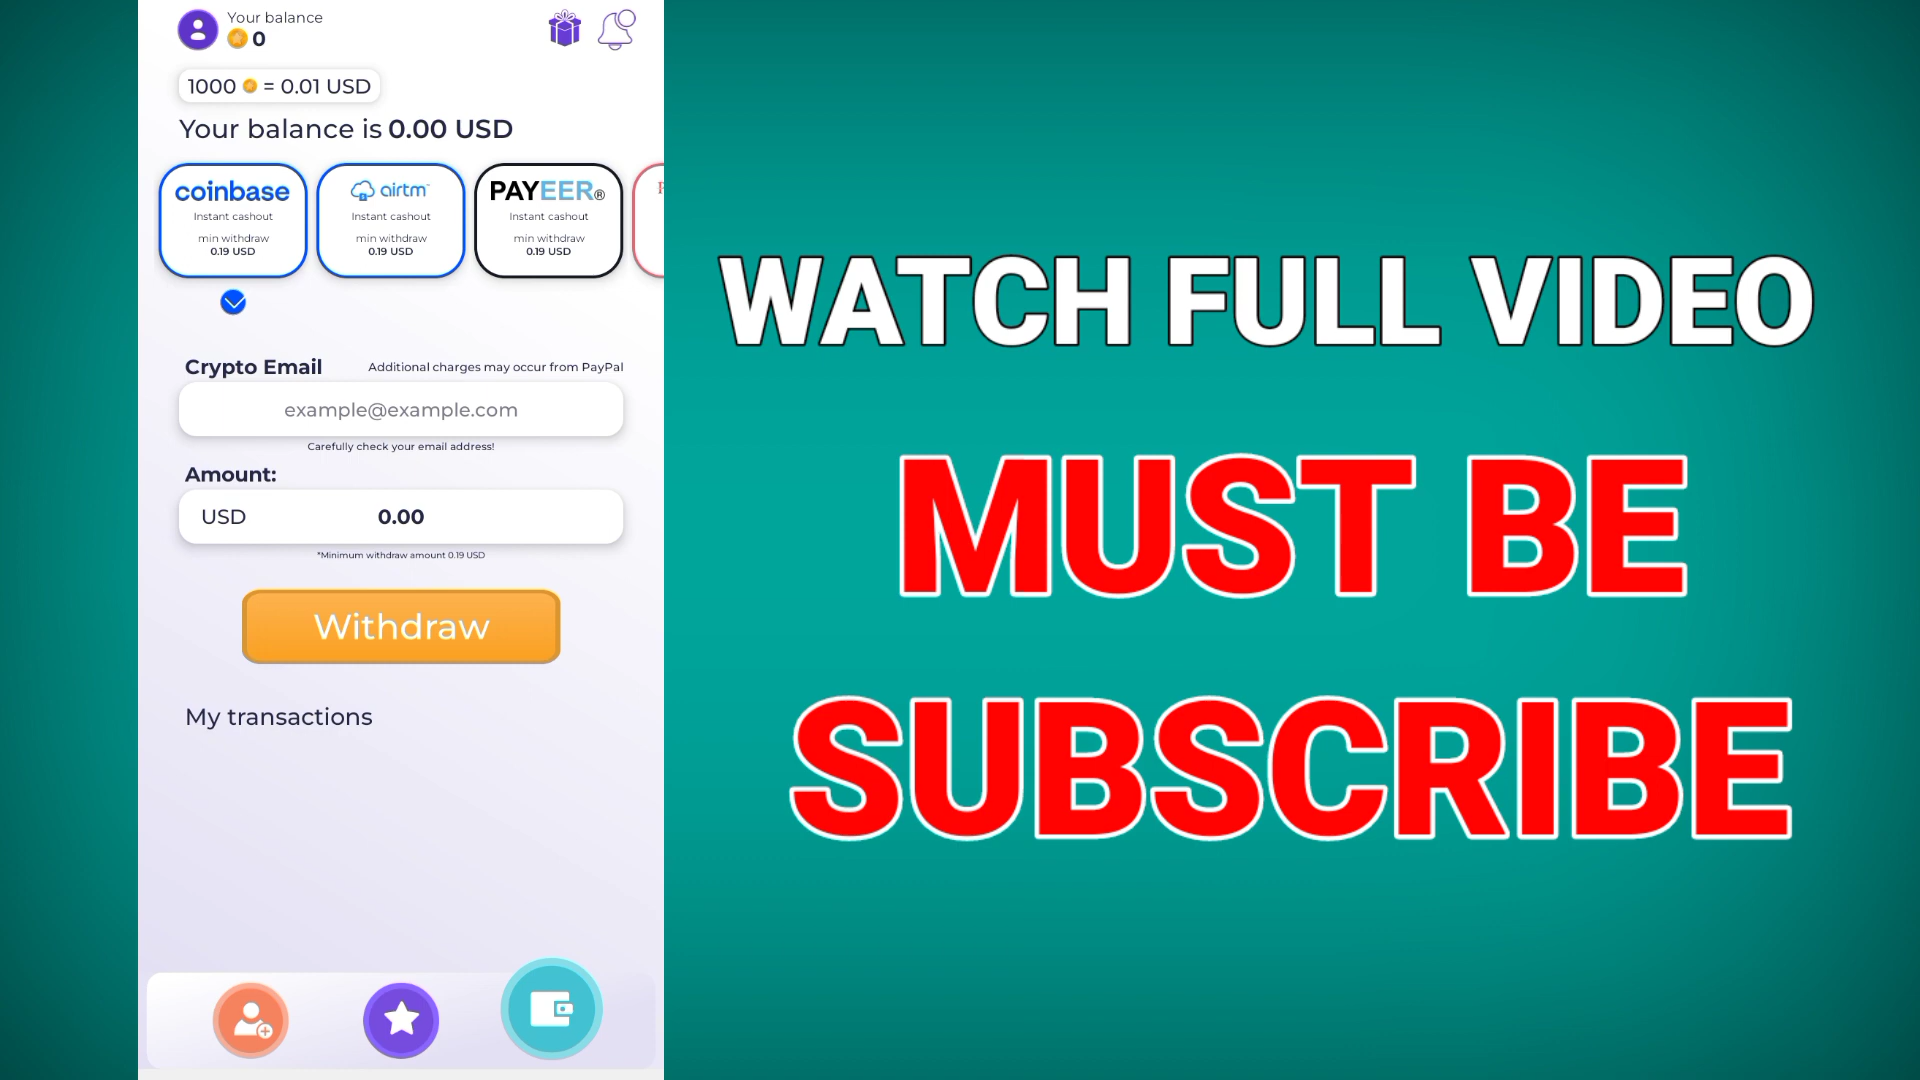 Your balance
0
1000 = 0.01 USD
Your balance is 0.00 USD
coinbase
Instant cashout
min withdraw
0.19 USD
airtm
Instant cashout
min withdraw
0.19 USD
PAYEER®
Instant cashout
min withdraw
0.19 USD
Crypto Email
Additional charges may occur from PayPal
example@example.com
Carefully check your email address!
Amount:
USD 0.00
*Minimum withdraw amount 0.19 USD
Withdraw
My transactions
WATCH FULL VIDEO
MUST BE
SUBSCRIBE